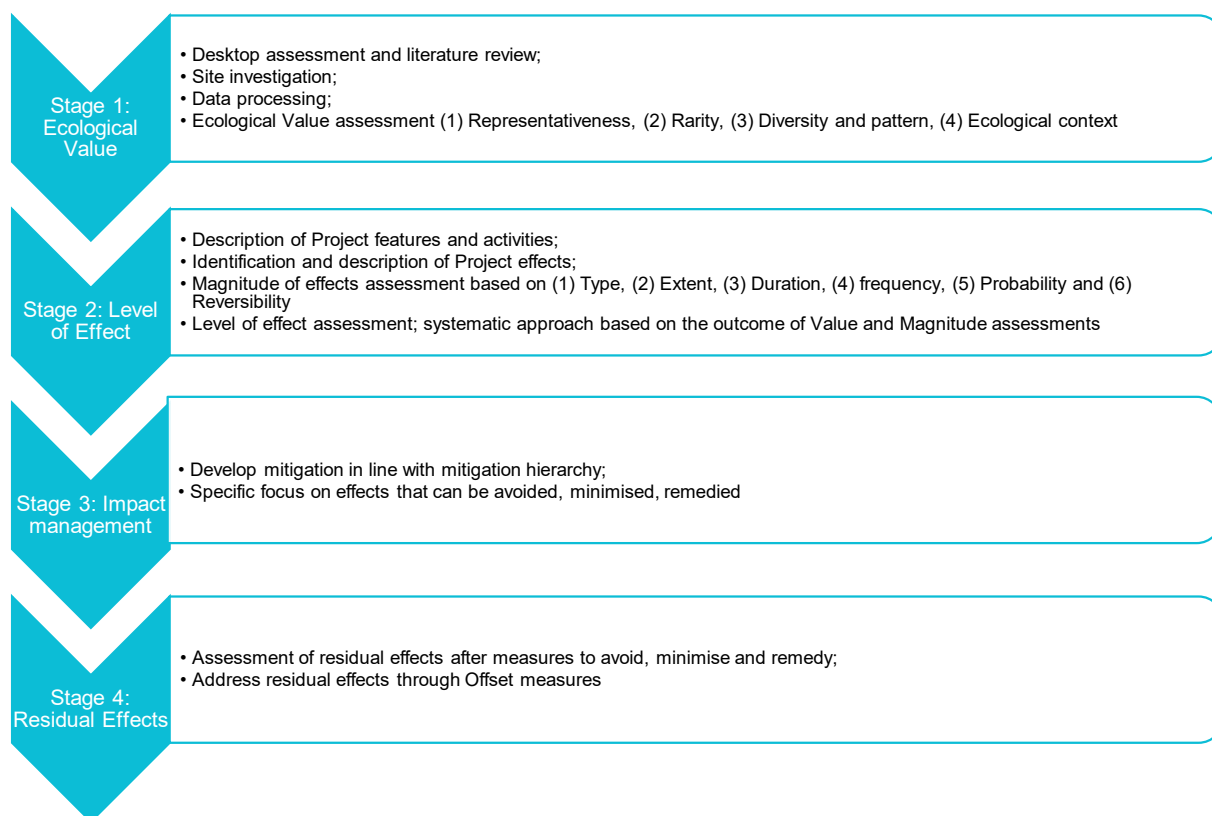 Stage 1:
Ecological
Value
• Desktop assessment and literature review;
• Site investigation;
• Data processing;
• Ecological Value assessment (1) Representativeness, (2) Rarity, (3) Diversity and pattern, (4) Ecological context
Stage 2: Level
of Effect
• Description of Project features and activities;
• Identification and description of Project effects;
• Magnitude of effects assessment based on (1) Type, (2) Extent, (3) Duration, (4) frequency, (5) Probability and (6)
Reversibility
• Level of effect assessment; systematic approach based on the outcome of Value and Magnitude assessments
Stage 3: Impact
management
• Develop mitigation in line with mitigation hierarchy;
• Specific focus on effects that can be avoided, minimised, remedied
Stage 4:
Residual Effects
• Assessment of residual effects after measures to avoid, minimise and remedy;
• Address residual effects through Offset measures